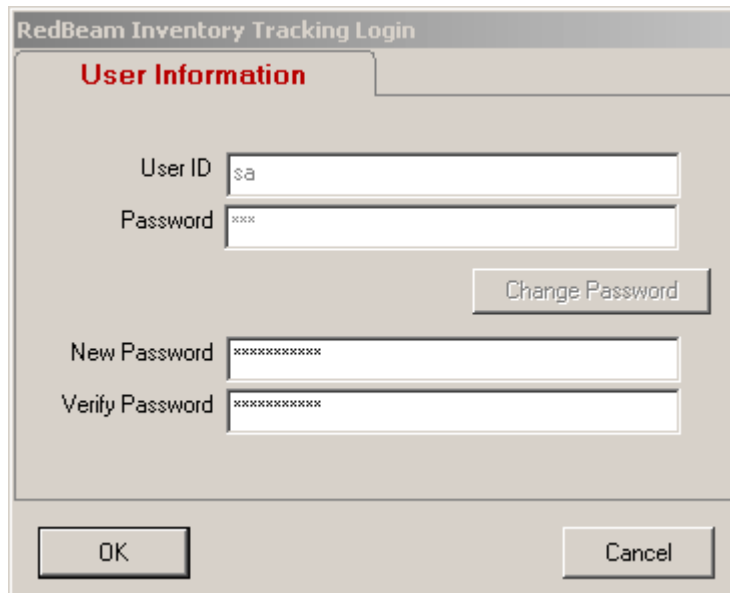 RedBeam Inventory Tracking Login
User Information
User ID sa
Password ***
Change Password
New Password ***********
Verify Password ***********
OK Cancel